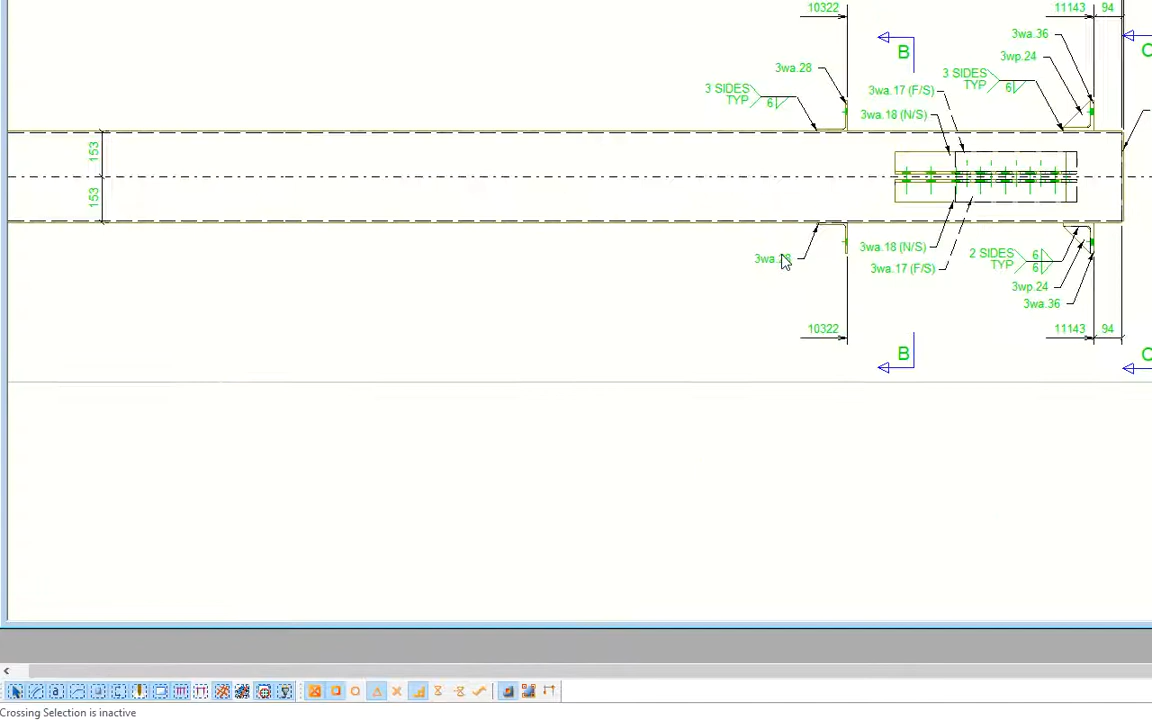 10322
11143
94
B
C
3wa.36
3wp.24
3wa.28
3 SIDES
TYP
6
3 SIDES
TYP
6
3wa.17 (F/S)
3wa.18 (N/S)
153
153
3wa.18 (N/S)
3wa.17 (F/S)
2 SIDES
TYP
6
6
3wp.24
3wa.36
10322
11143
94
B
C
Crossing Selection is inactive